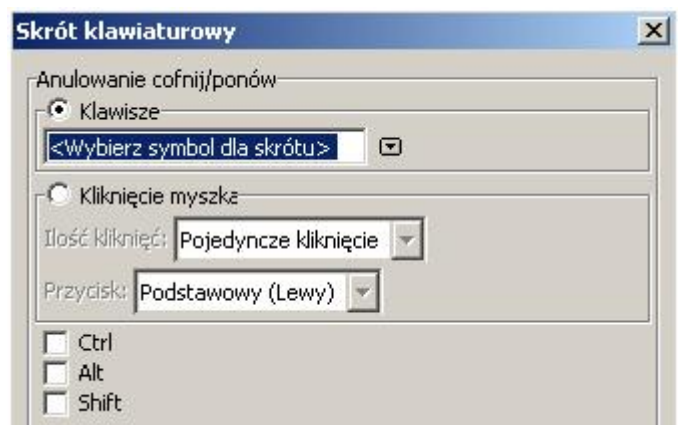 Skrót klawiaturowy
Anulowanie cofnij/ponów
Klawisze
<Wybierz symbol dla skrótu>
Kliknięcie myszka
Ilość kliknięć: Pojedyncze kliknięcie
Przycisk: Podstawowy (Lewy)
Ctrl
Alt
Shift